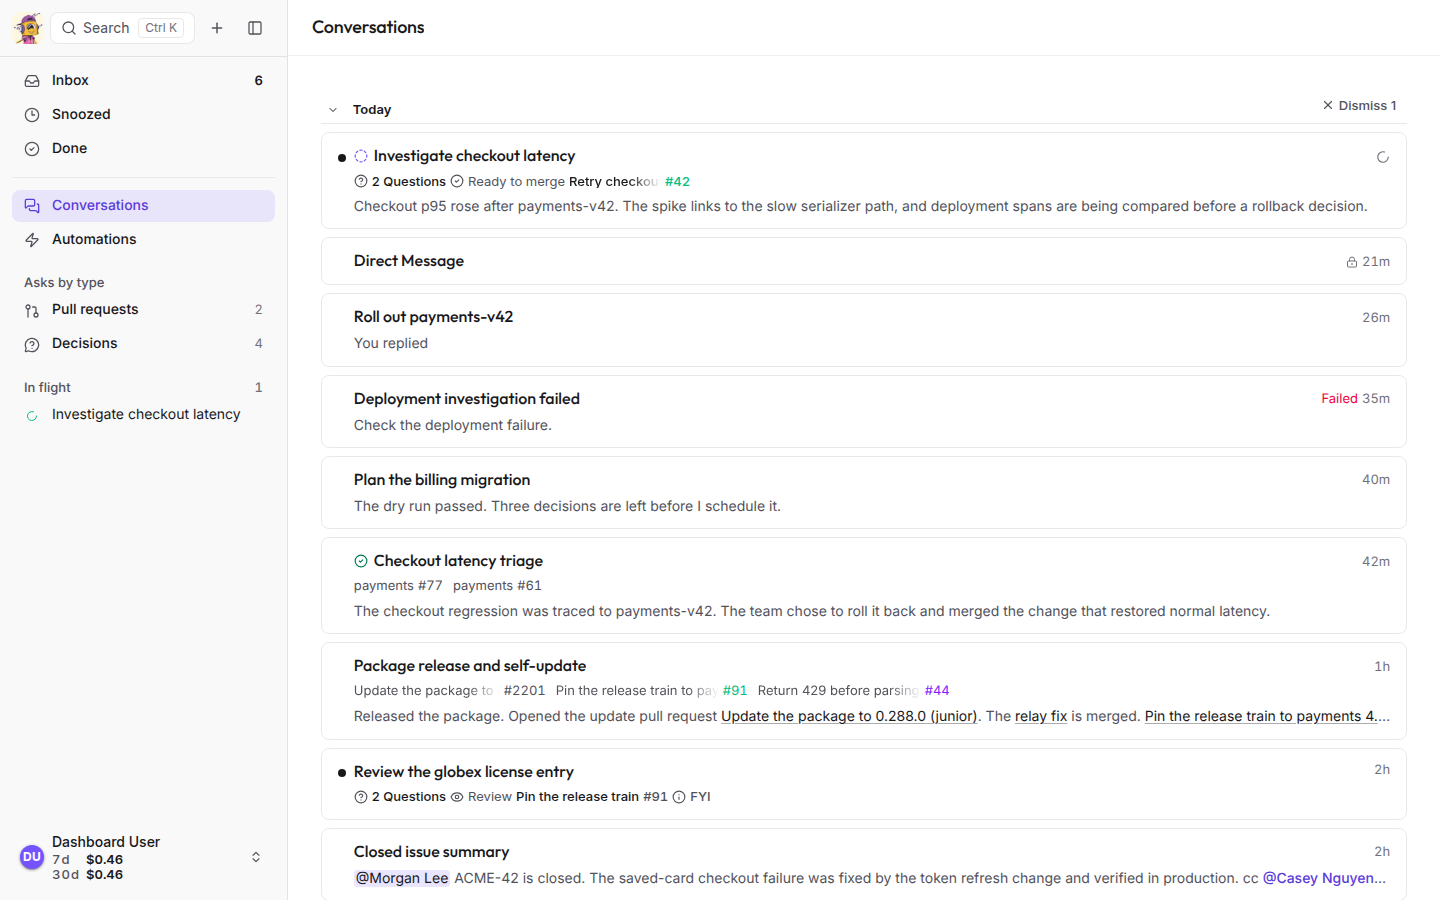 Search Ctrl K
Conversations
Inbox 6
Snoozed
Done
Conversations
Automations
Asks by type
Pull requests 2
Decisions 4
In flight 1
Investigate checkout latency
Today Dismiss 1
Investigate checkout latency
2 Questions Ready to merge Retry checkou #42
Checkout p95 rose after payments-v42. The spike links to the slow serializer path, and deployment spans are being compared before a rollback decision.
Direct Message 21m
Roll out payments-v42 26m
You replied
Deployment investigation failed Failed 35m
Check the deployment failure.
Plan the billing migration 40m
The dry run passed. Three decisions are left before I schedule it.
Checkout latency triage 42m
payments #77 payments #61
The checkout regression was traced to payments-v42. The team chose to roll it back and merged the change that restored normal latency.
Package release and self-update 1h
Update the package to #2201 Pin the release train to pay #91 Return 429 before parsing #44
Released the package. Opened the update pull request Update the package to 0.288.0 (junior). The relay fix is merged. Pin the release train to payments 4....
Review the globex license entry 2h
2 Questions Review Pin the release train #91 FYI
Closed issue summary 2h
@Morgan Lee ACME-42 is closed. The saved-card checkout failure was fixed by the token refresh change and verified in production. cc @Casey Nguyen...
DU Dashboard User
7d $0.46
30d $0.46